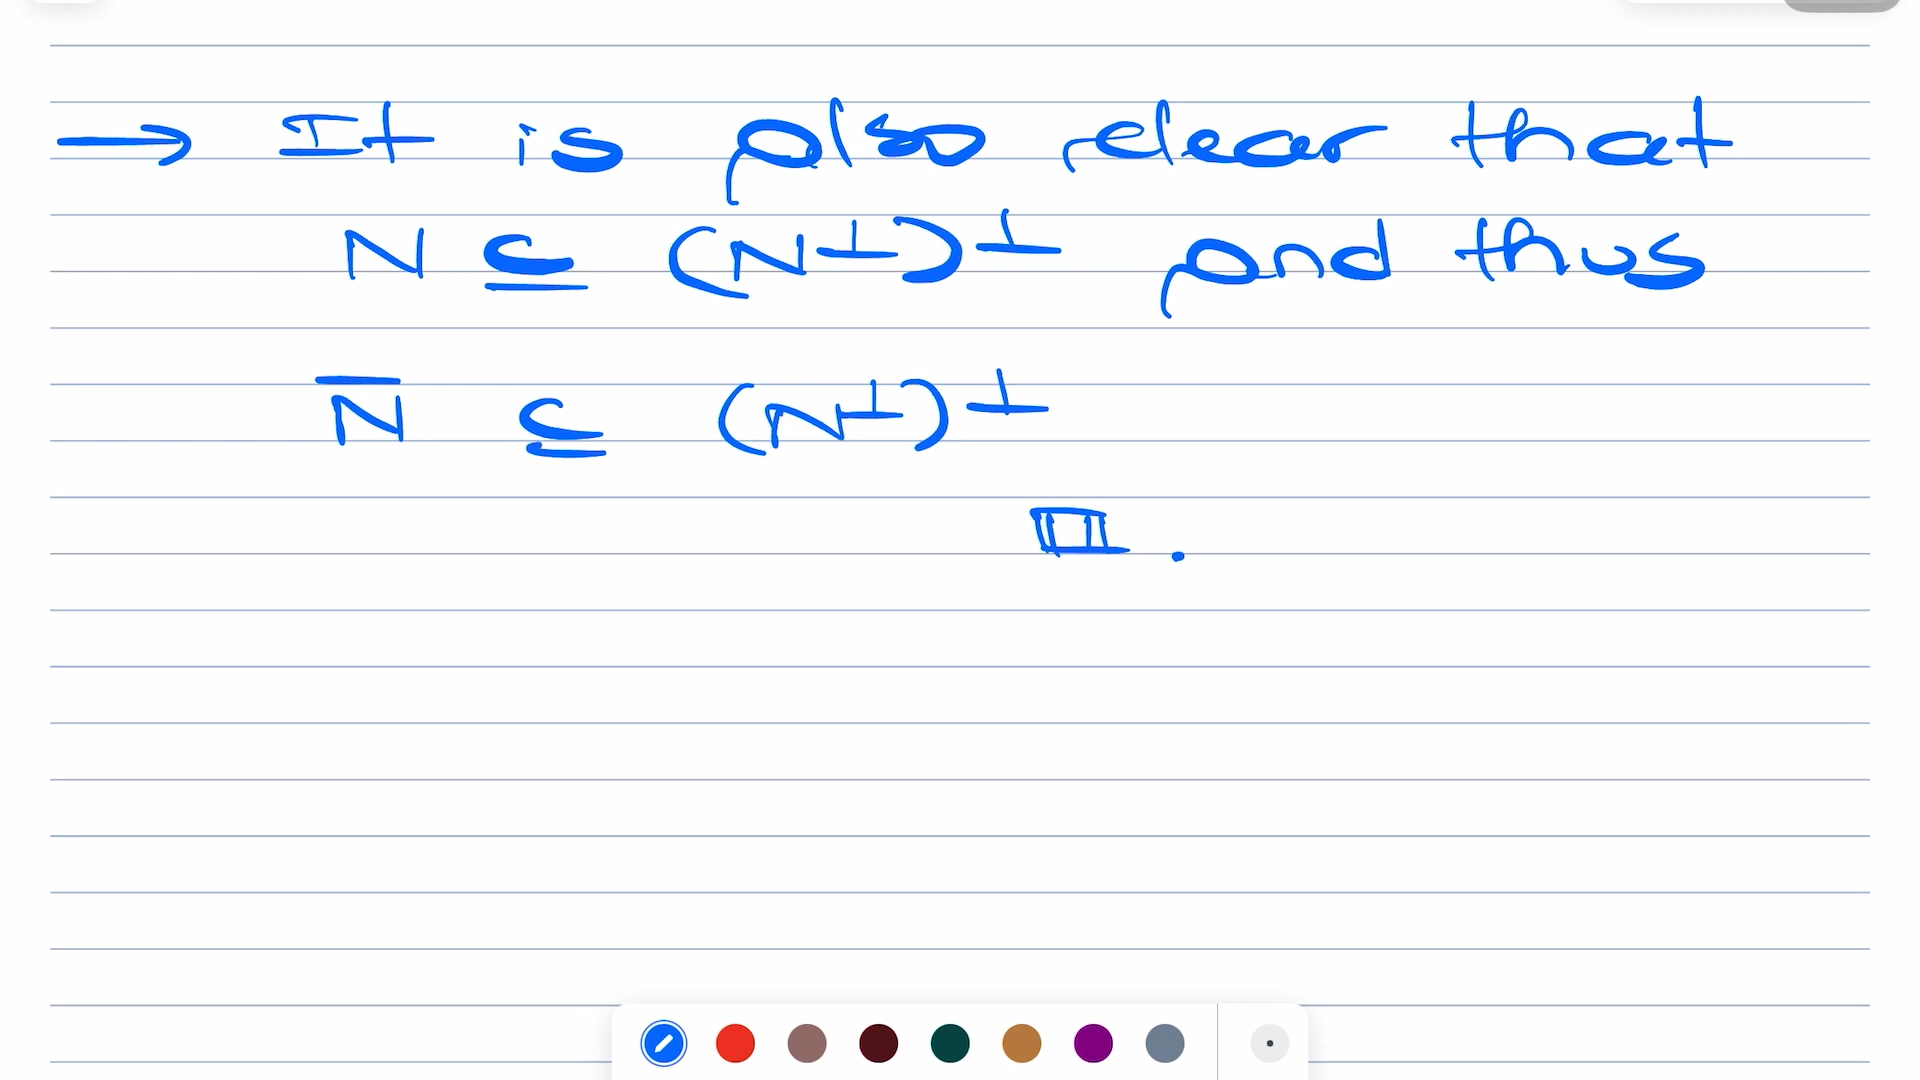 → It is also clear that
N ⊆ (N⊥)⊥ and thus
N̅ ⊆ (N⊥)⊥
□.